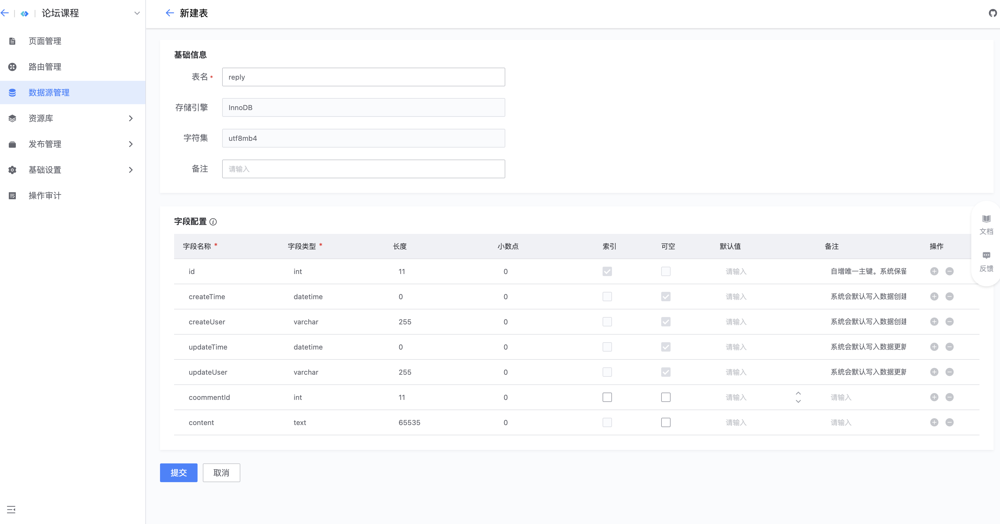 论坛课程
新建表
页面管理
路由管理
数据源管理
资源库
发布管理
基础设置
操作审计
基础信息
表名 * reply
存储引擎 InnoDB
字符集 utf8mb4
备注 请输入
字段配置
字段名称 * 字段类型 * 长度 小数点 索引 可空 默认值 备注 操作
id int 11 0 请输入 自增唯一主键。系统保留
createTime datetime 0 0 请输入 系统会默认写入数据创建
createUser varchar 255 0 请输入 系统会默认写入数据创建
updateTime datetime 0 0 请输入 系统会默认写入数据更新
updateUser varchar 255 0 请输入 系统会默认写入数据更新
coommentId int 11 0 请输入 请输入
content text 65535 0 请输入 请输入
文档
反馈
提交 取消